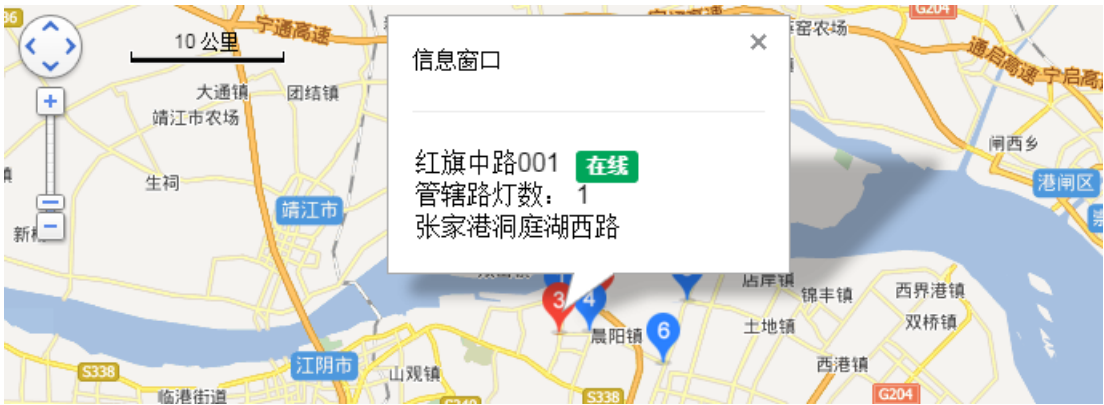 G204
10 公里
宁通高速
窑农场
通启高速
宁启高
大通镇
团结镇
靖江市农场
信息窗口
闸西乡
生祠
港闸区
靖江市
红旗中路001 在线
管辖路灯数： 1
张家港洞庭湖西路
店岸镇
锦丰镇
西界港镇
3
4
6
晨阳镇
土地镇
双桥镇
江阴市
山观镇
西港镇
S338
临港街道
S338
G204